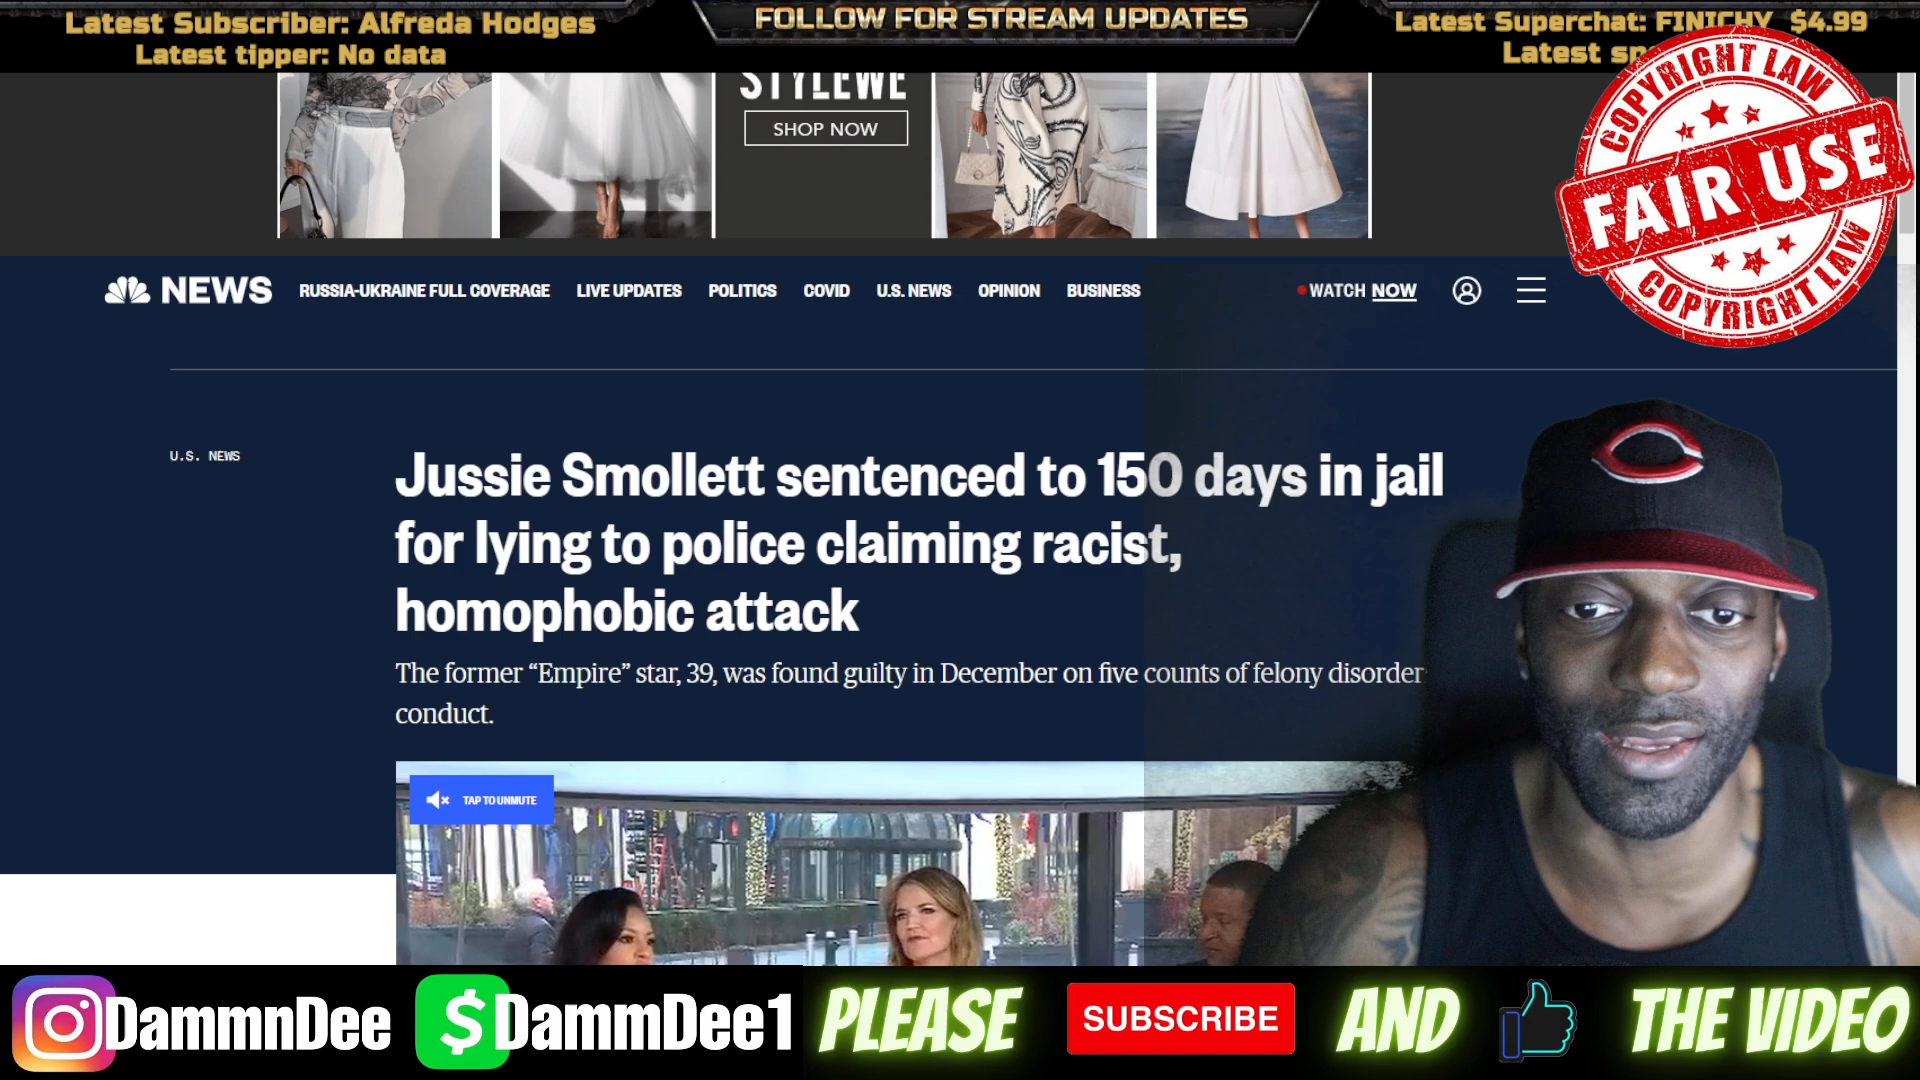 Latest Subscriber: Alfreda Hodges
Latest tipper: No data
FOLLOW FOR STREAM UPDATES
Latest Superchat: FINICHY $4.99
Latest
COPYRIGHT LAW
FAIR USE
COPYRIGHT LAW
STYLEWE
SHOP NOW
NEWS
RUSSIA-UKRAINE FULL COVERAGE
LIVE UPDATES
POLITICS
COVID
U.S. NEWS
OPINION
BUSINESS
WATCH NOW
U.S. NEWS
Jussie Smollett sentenced to 150 days in jail
for lying to police claiming racist,
homophobic attack
The former “Empire” star, 39, was found guilty in December on five counts of felony disorder
conduct.
TAP TO UNMUTE
DammnDee
$
DammDee1
PLEASE
SUBSCRIBE
AND
THE VIDEO